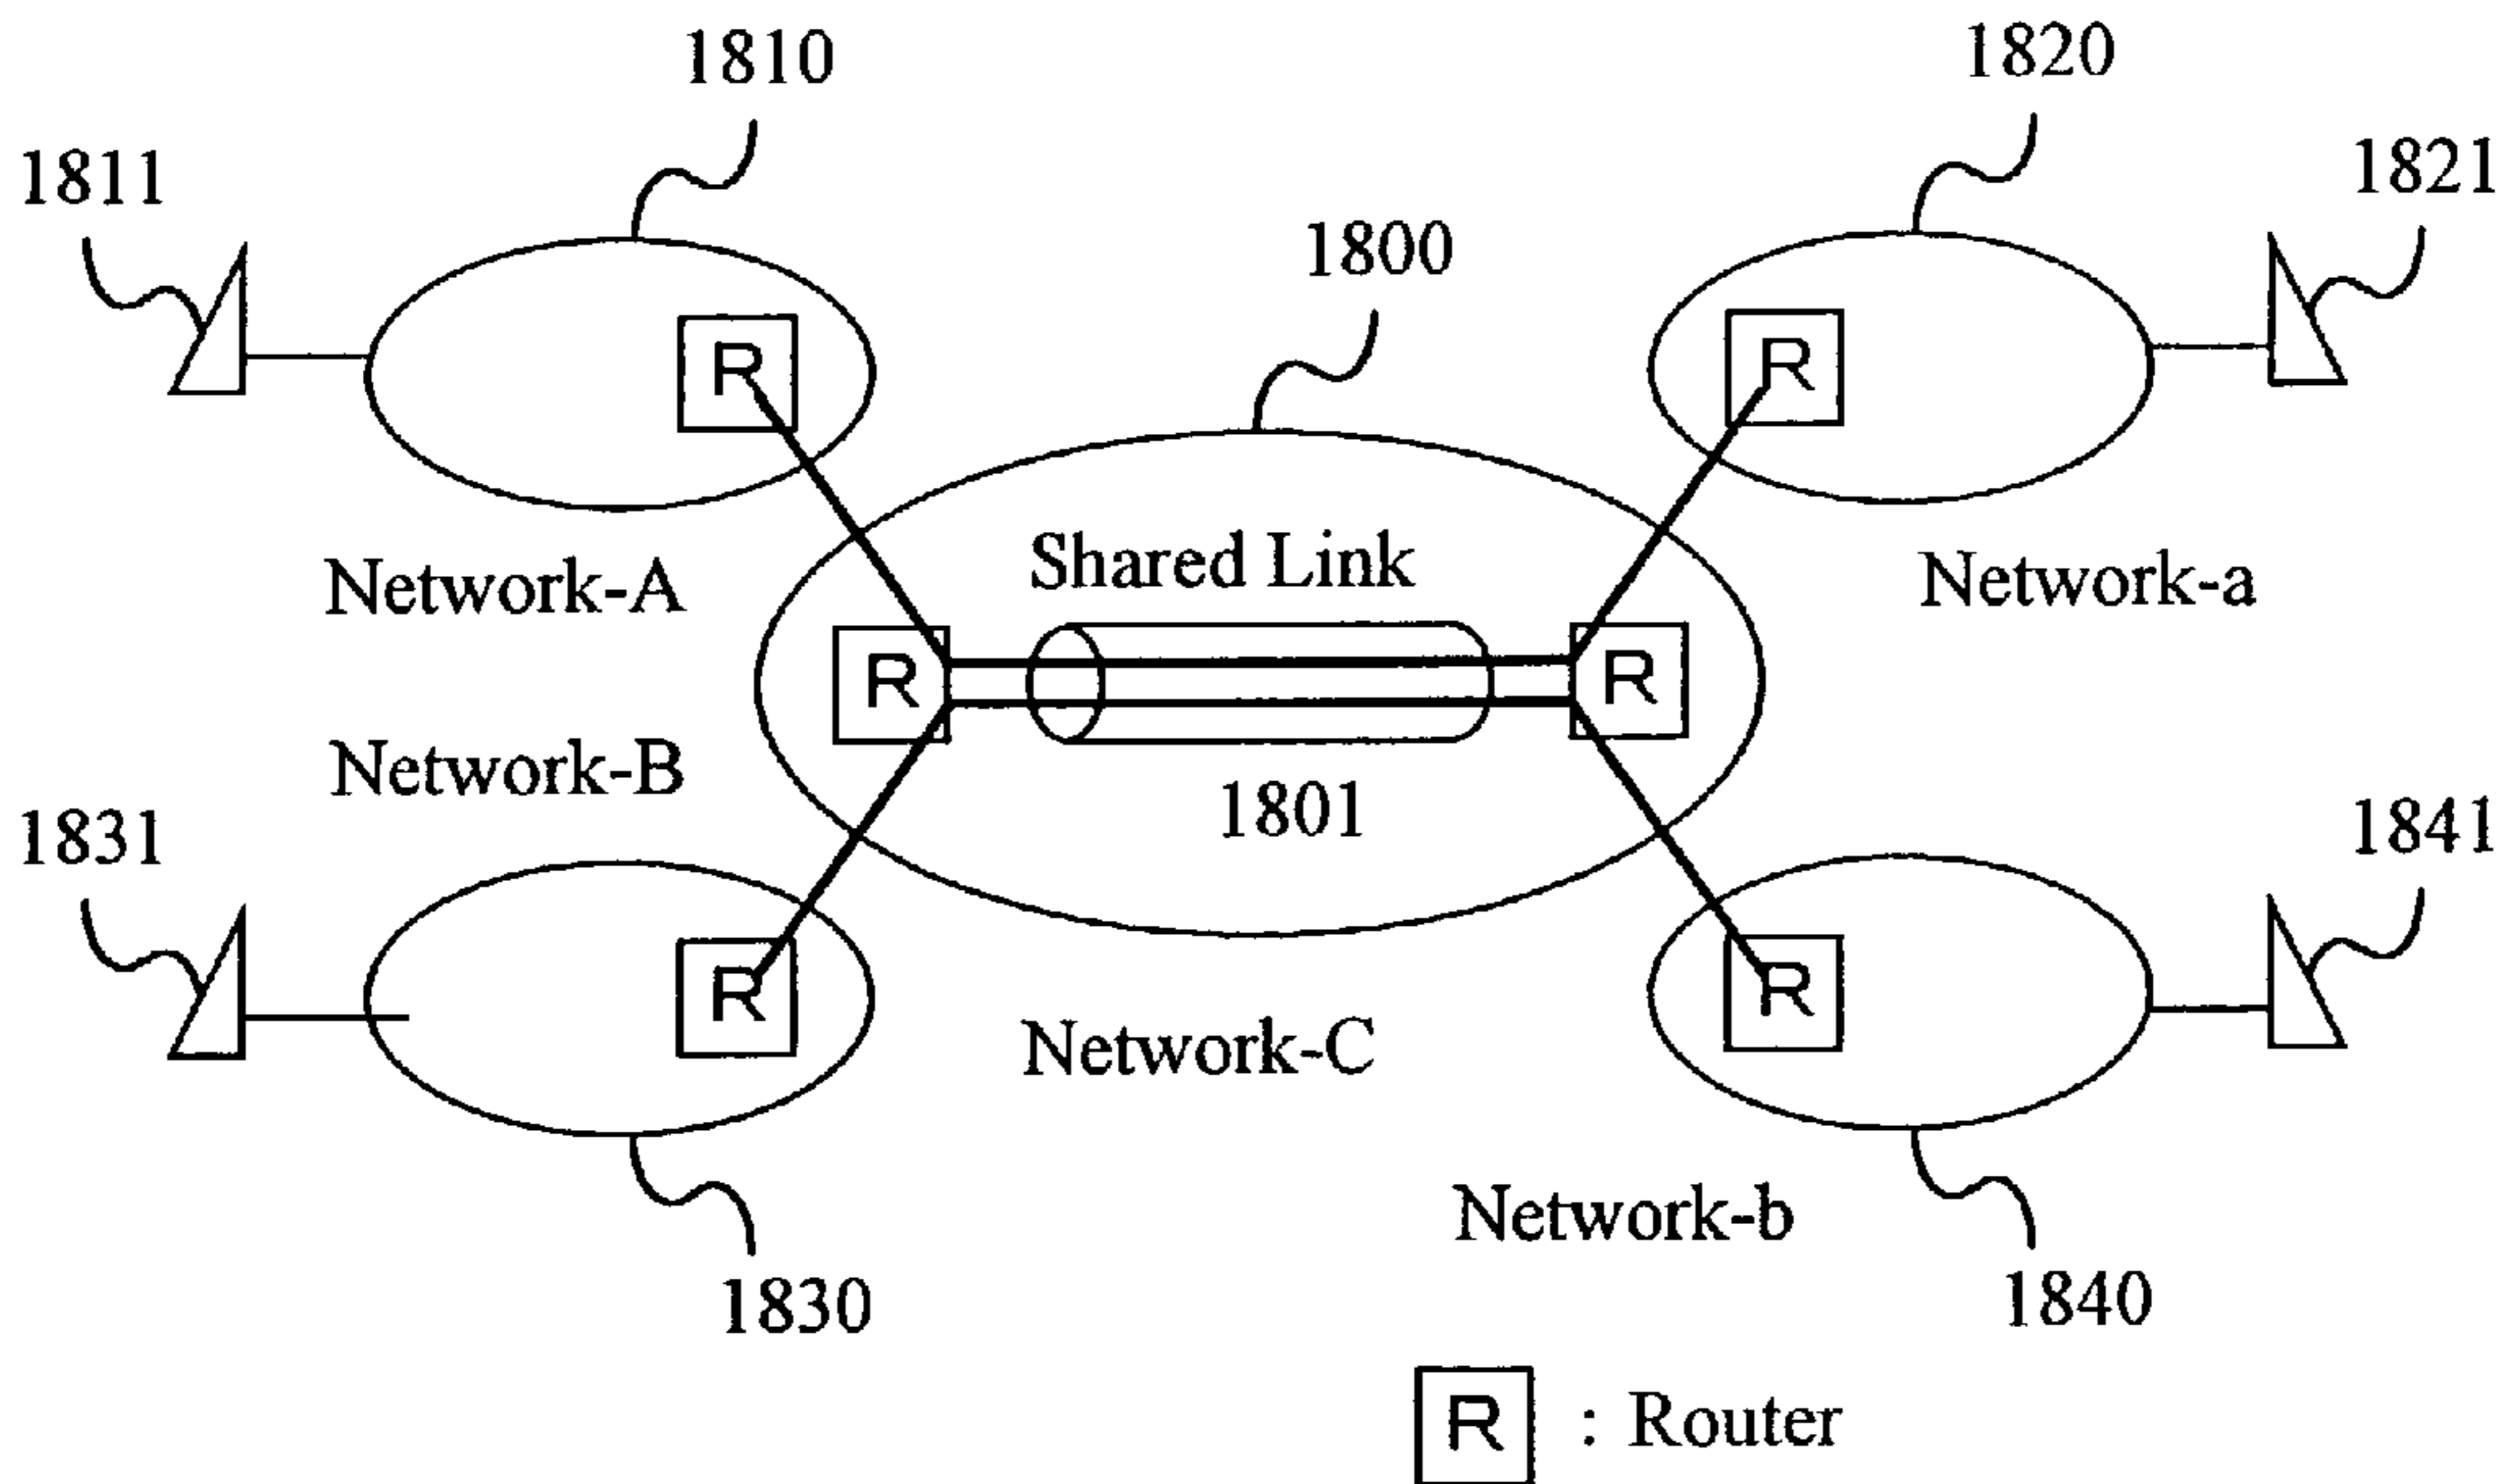 1810
1820
1811
1821
1800
R
R
Network-A
Shared Link
Network-a
R
R
Network-B
1801
1831
1841
R
R
Network-C
Network-b
1830
1840
R : Router